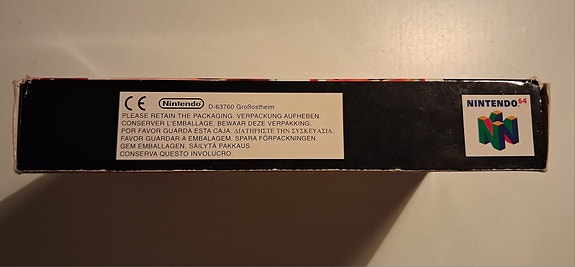 CE Nintendo D-63760 Großostheim
PLEASE RETAIN THE PACKAGING. VERPACKUNG AUFHEBEN.
CONSERVER L'EMBALLAGE. BEWAAR DEZE VERPAKKING.
POR FAVOR GUARDA ESTA CAJA. ΔΙΑΤΗΡΗΣΤΕ ΤΗΝ ΣΥΣΚΕΥΑΣΙΑ.
FAVOR GUARDAR A EMBALAGEM. SPARA FÖRPACKNINGEN.
GEM EMBALLAGEN. SÄILYTÄ PAKKAUS.
CONSERVA QUESTO INVOLUCRO.
NINTENDO 64